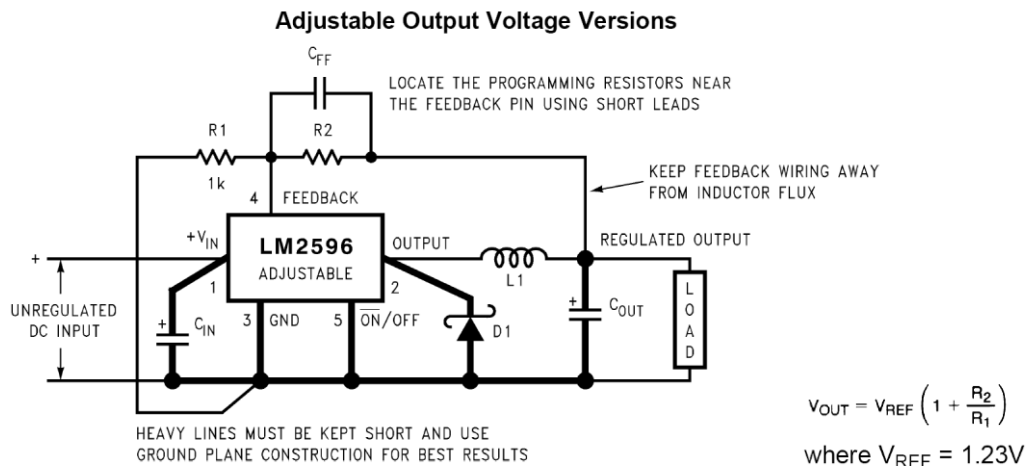 Adjustable Output Voltage Versions
CFF
LOCATE THE PROGRAMMING RESISTORS NEAR
THE FEEDBACK PIN USING SHORT LEADS
R1
R2
1k
KEEP FEEDBACK WIRING AWAY
FROM INDUCTOR FLUX
4
FEEDBACK
+VIN
LM2596
ADJUSTABLE
OUTPUT
REGULATED OUTPUT
+
1
2
L1
UNREGULATED
DC INPUT
+
CIN
3
GND
5
ON/OFF
D1
+
COUT
LOAD
HEAVY LINES MUST BE KEPT SHORT AND USE
GROUND PLANE CONSTRUCTION FOR BEST RESULTS
VOUT = VREF (1 + R2/R1)
where VREF = 1.23V